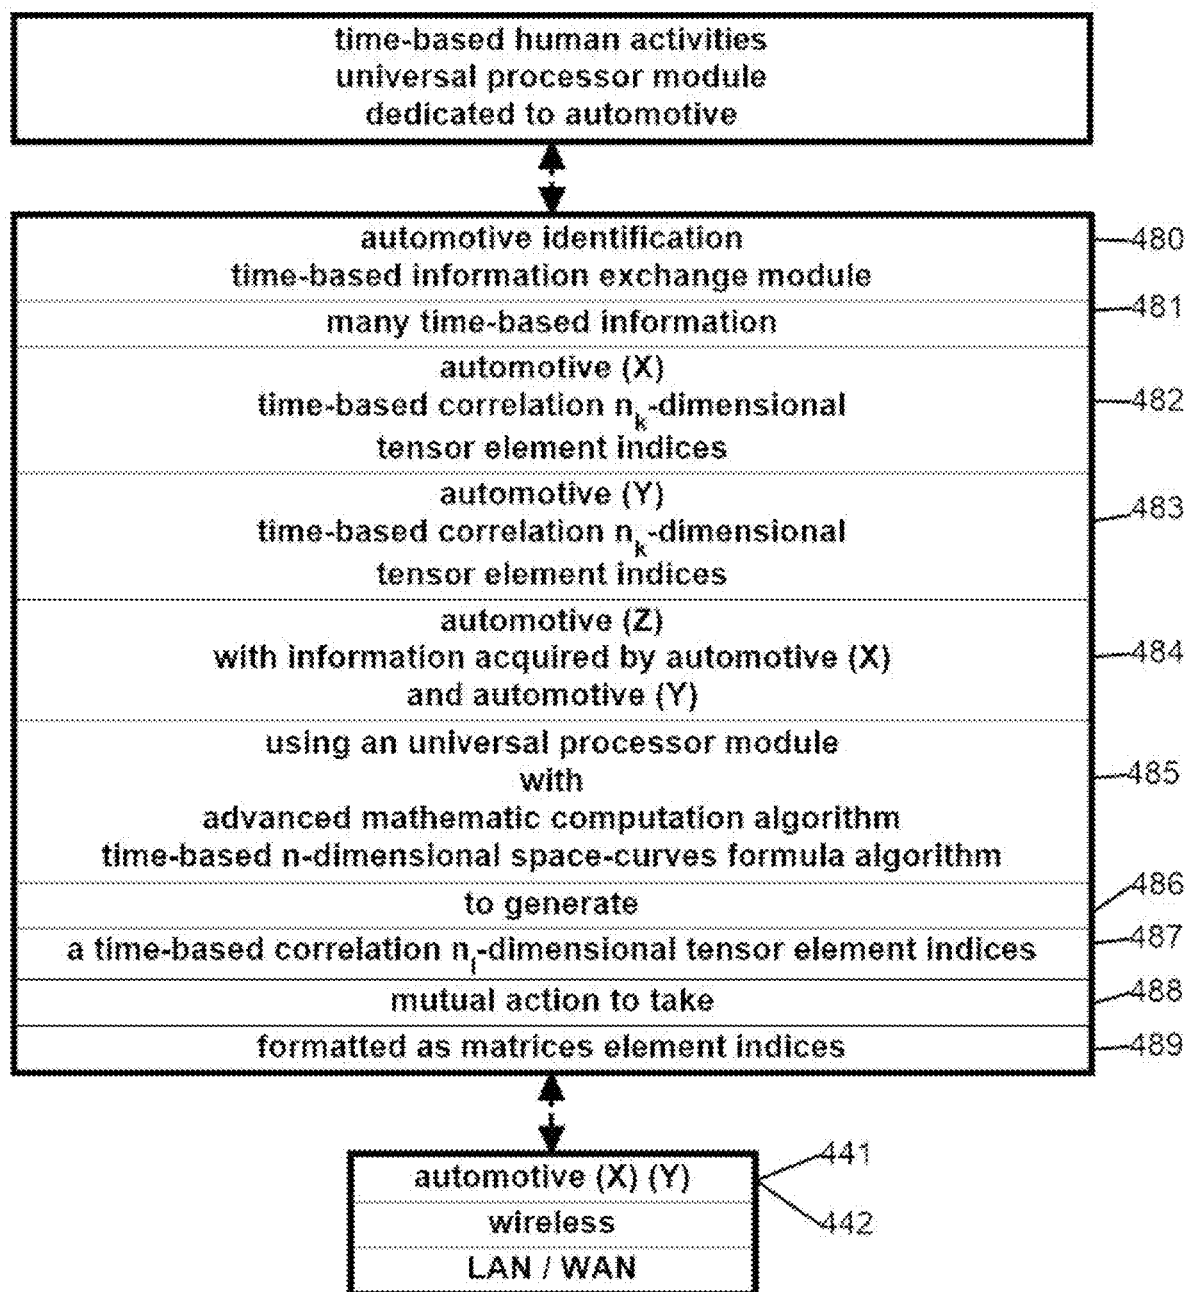 time-based human activities
universal processor module
dedicated to automotive
automotive identification
time-based information exchange module
480
many time-based information
481
automotive (X)
time-based correlation nk-dimensional
tensor element indices
482
automotive (Y)
time-based correlation nk-dimensional
tensor element indices
483
automotive (Z)
with information acquired by automotive (X)
and automotive (Y)
484
using an universal processor module
with
advanced mathematic computation algorithm
time-based n-dimensional space-curves formula algorithm
485
to generate
486
a time-based correlation nl-dimensional tensor element indices
487
mutual action to take
488
formatted as matrices element indices
489
automotive (X) (Y)
441
wireless
442
LAN / WAN